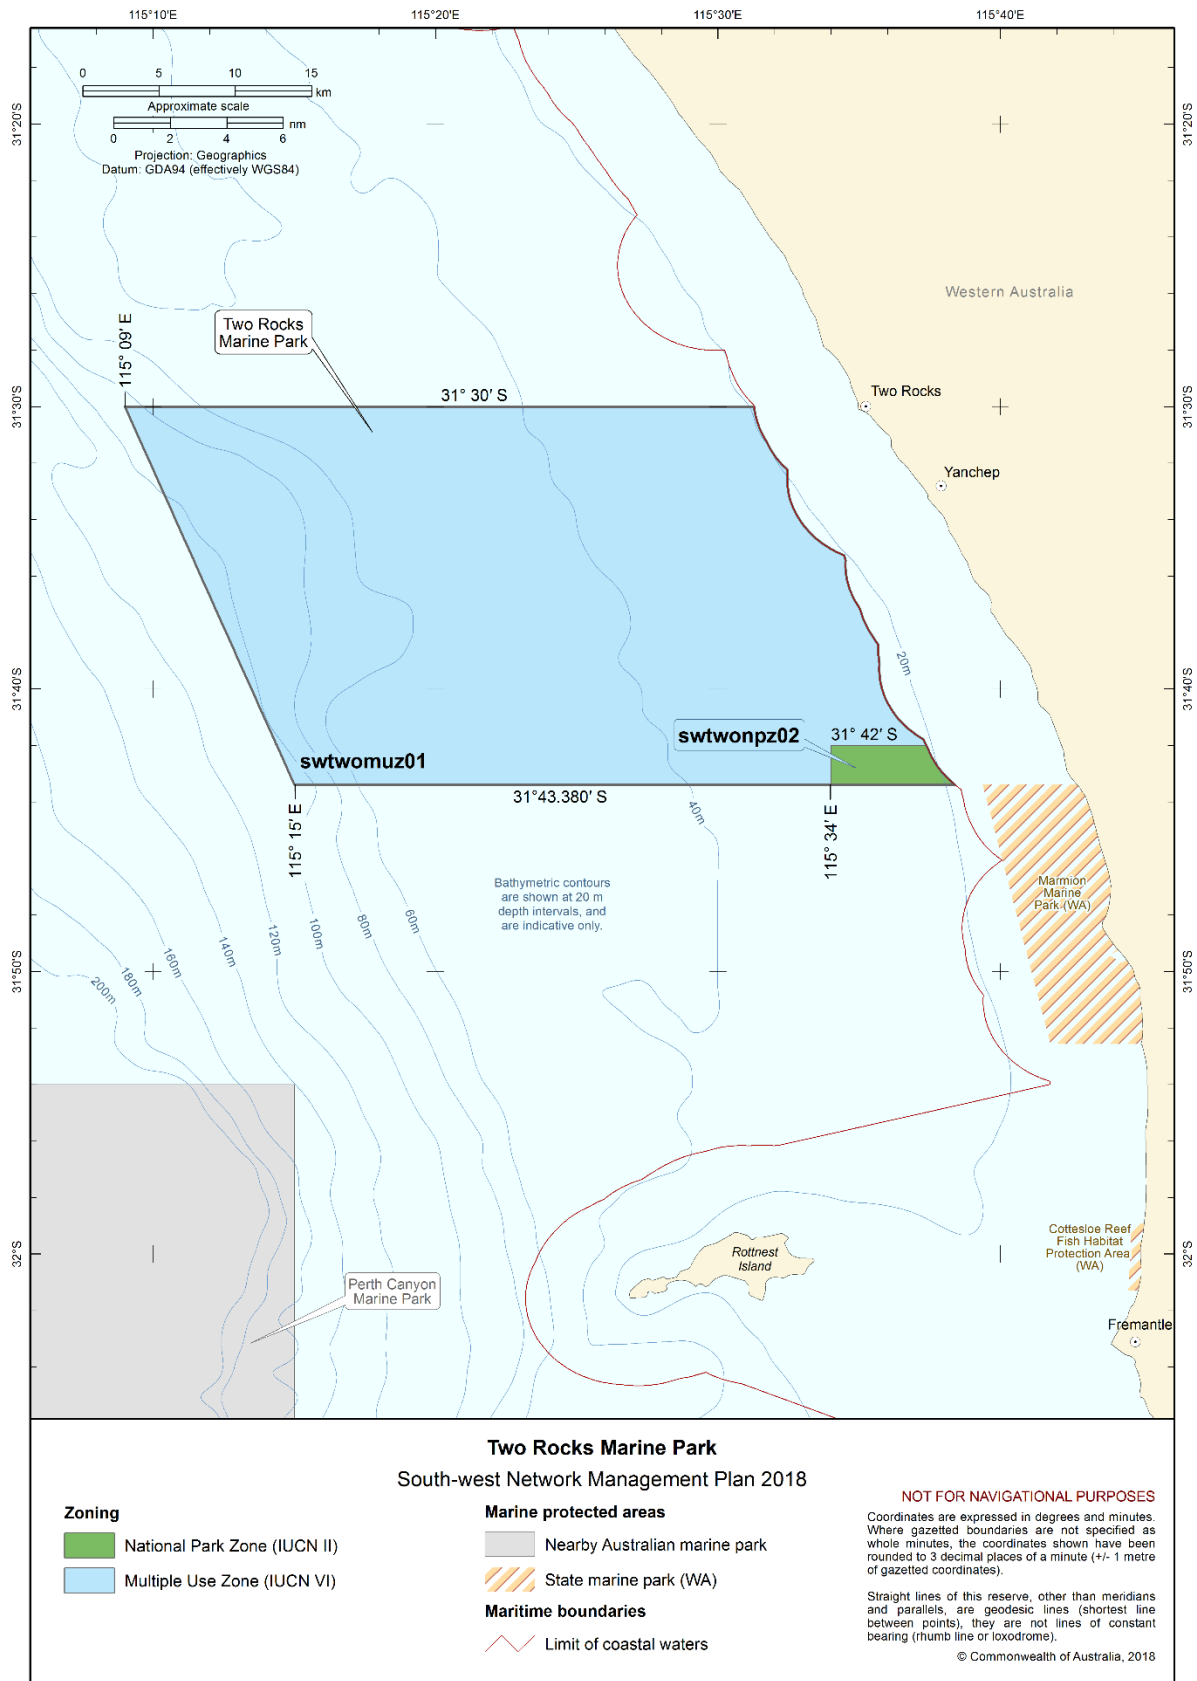 115°10'E
115°20'E
115°30'E
115°40'E
0
5
10
15
km
Approximate scale
nm
0
2
4
6
Projection: Geographics
Datum: GDA94 (effectively WGS84)
31°20'S
31°20'S
Western Australia
Two Rocks
Marine Park
115° 09′ E
31° 30′ S
31°30'S
31°30'S
Two Rocks
Yanchep
20m
31°40'S
31°40'S
swtwonpz02
31° 42′ S
swtwomuz01
31°43.380′ S
115° 15′ E
115° 34′ E
40m
Bathymetric contours
are shown at 20 m
depth intervals, and
are indicative only.
Marmion
Marine
Park (WA)
60m
80m
100m
120m
140m
160m
180m
200m
31°50'S
31°50'S
Cottesloe Reef
Fish Habitat
Protection Area
(WA)
Rottnest
Island
32°S
32°S
Perth Canyon
Marine Park
Fremantle
Two Rocks Marine Park
South-west Network Management Plan 2018
Zoning
National Park Zone (IUCN II)
Multiple Use Zone (IUCN VI)
Marine protected areas
Nearby Australian marine park
State marine park (WA)
Maritime boundaries
Limit of coastal waters
NOT FOR NAVIGATIONAL PURPOSES
Coordinates are expressed in degrees and minutes.
Where gazetted boundaries are not specified as
whole minutes, the coordinates shown have been
rounded to 3 decimal places of a minute (+/- 1 metre
of gazetted coordinates).
Straight lines of this reserve, other than meridians
and parallels, are geodesic lines (shortest line
between points), they are not lines of constant
bearing (rhumb line or loxodrome).
© Commonwealth of Australia, 2018